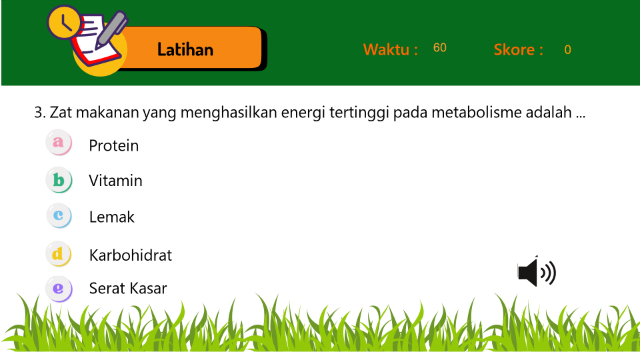 Latihan
Waktu : 60
Skore : 0
3. Zat makanan yang menghasilkan energi tertinggi pada metabolisme adalah ...
a Protein
b Vitamin
c Lemak
d Karbohidrat
e Serat Kasar